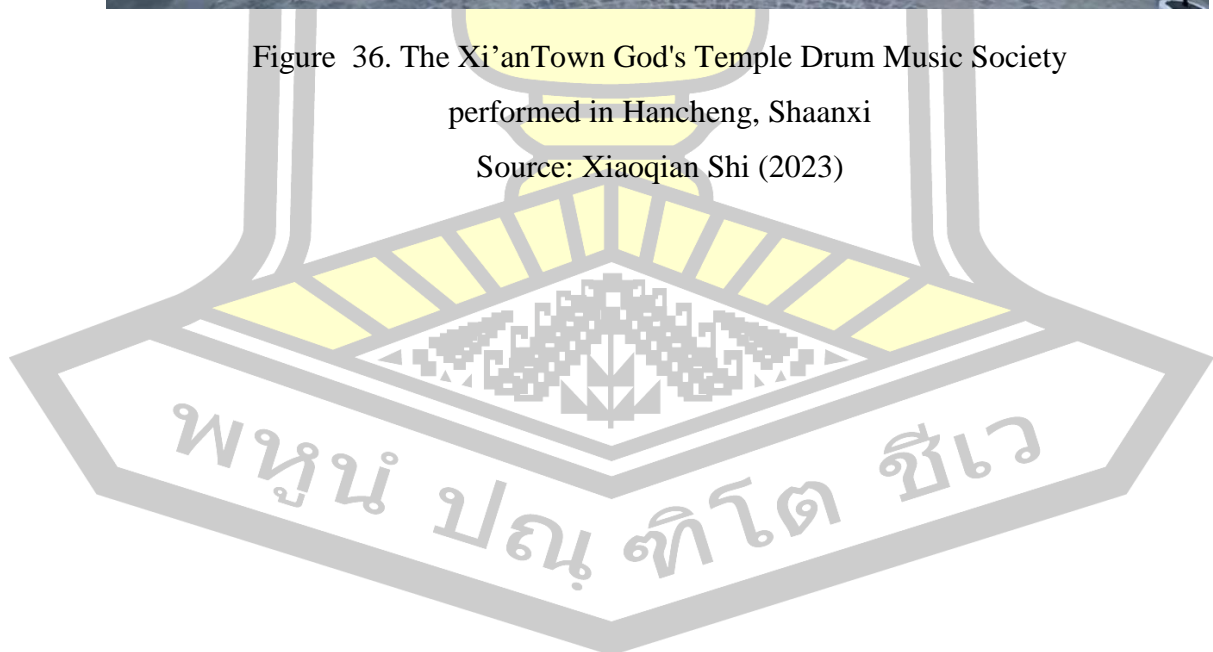 Figure  36. The Xi’anTown God's Temple Drum Music Society
performed in Hancheng, Shaanxi
Source: Xiaoqian Shi (2023)
พหูนํ ปณฺฑิโต ชีเว